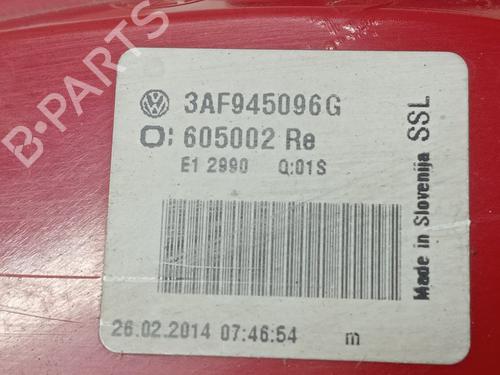 B-PARTS
3AF945096G
605002 Re
E1 2990 Q:01S
26.02.2014 07:46:54 m
Made in Slovenija SSL